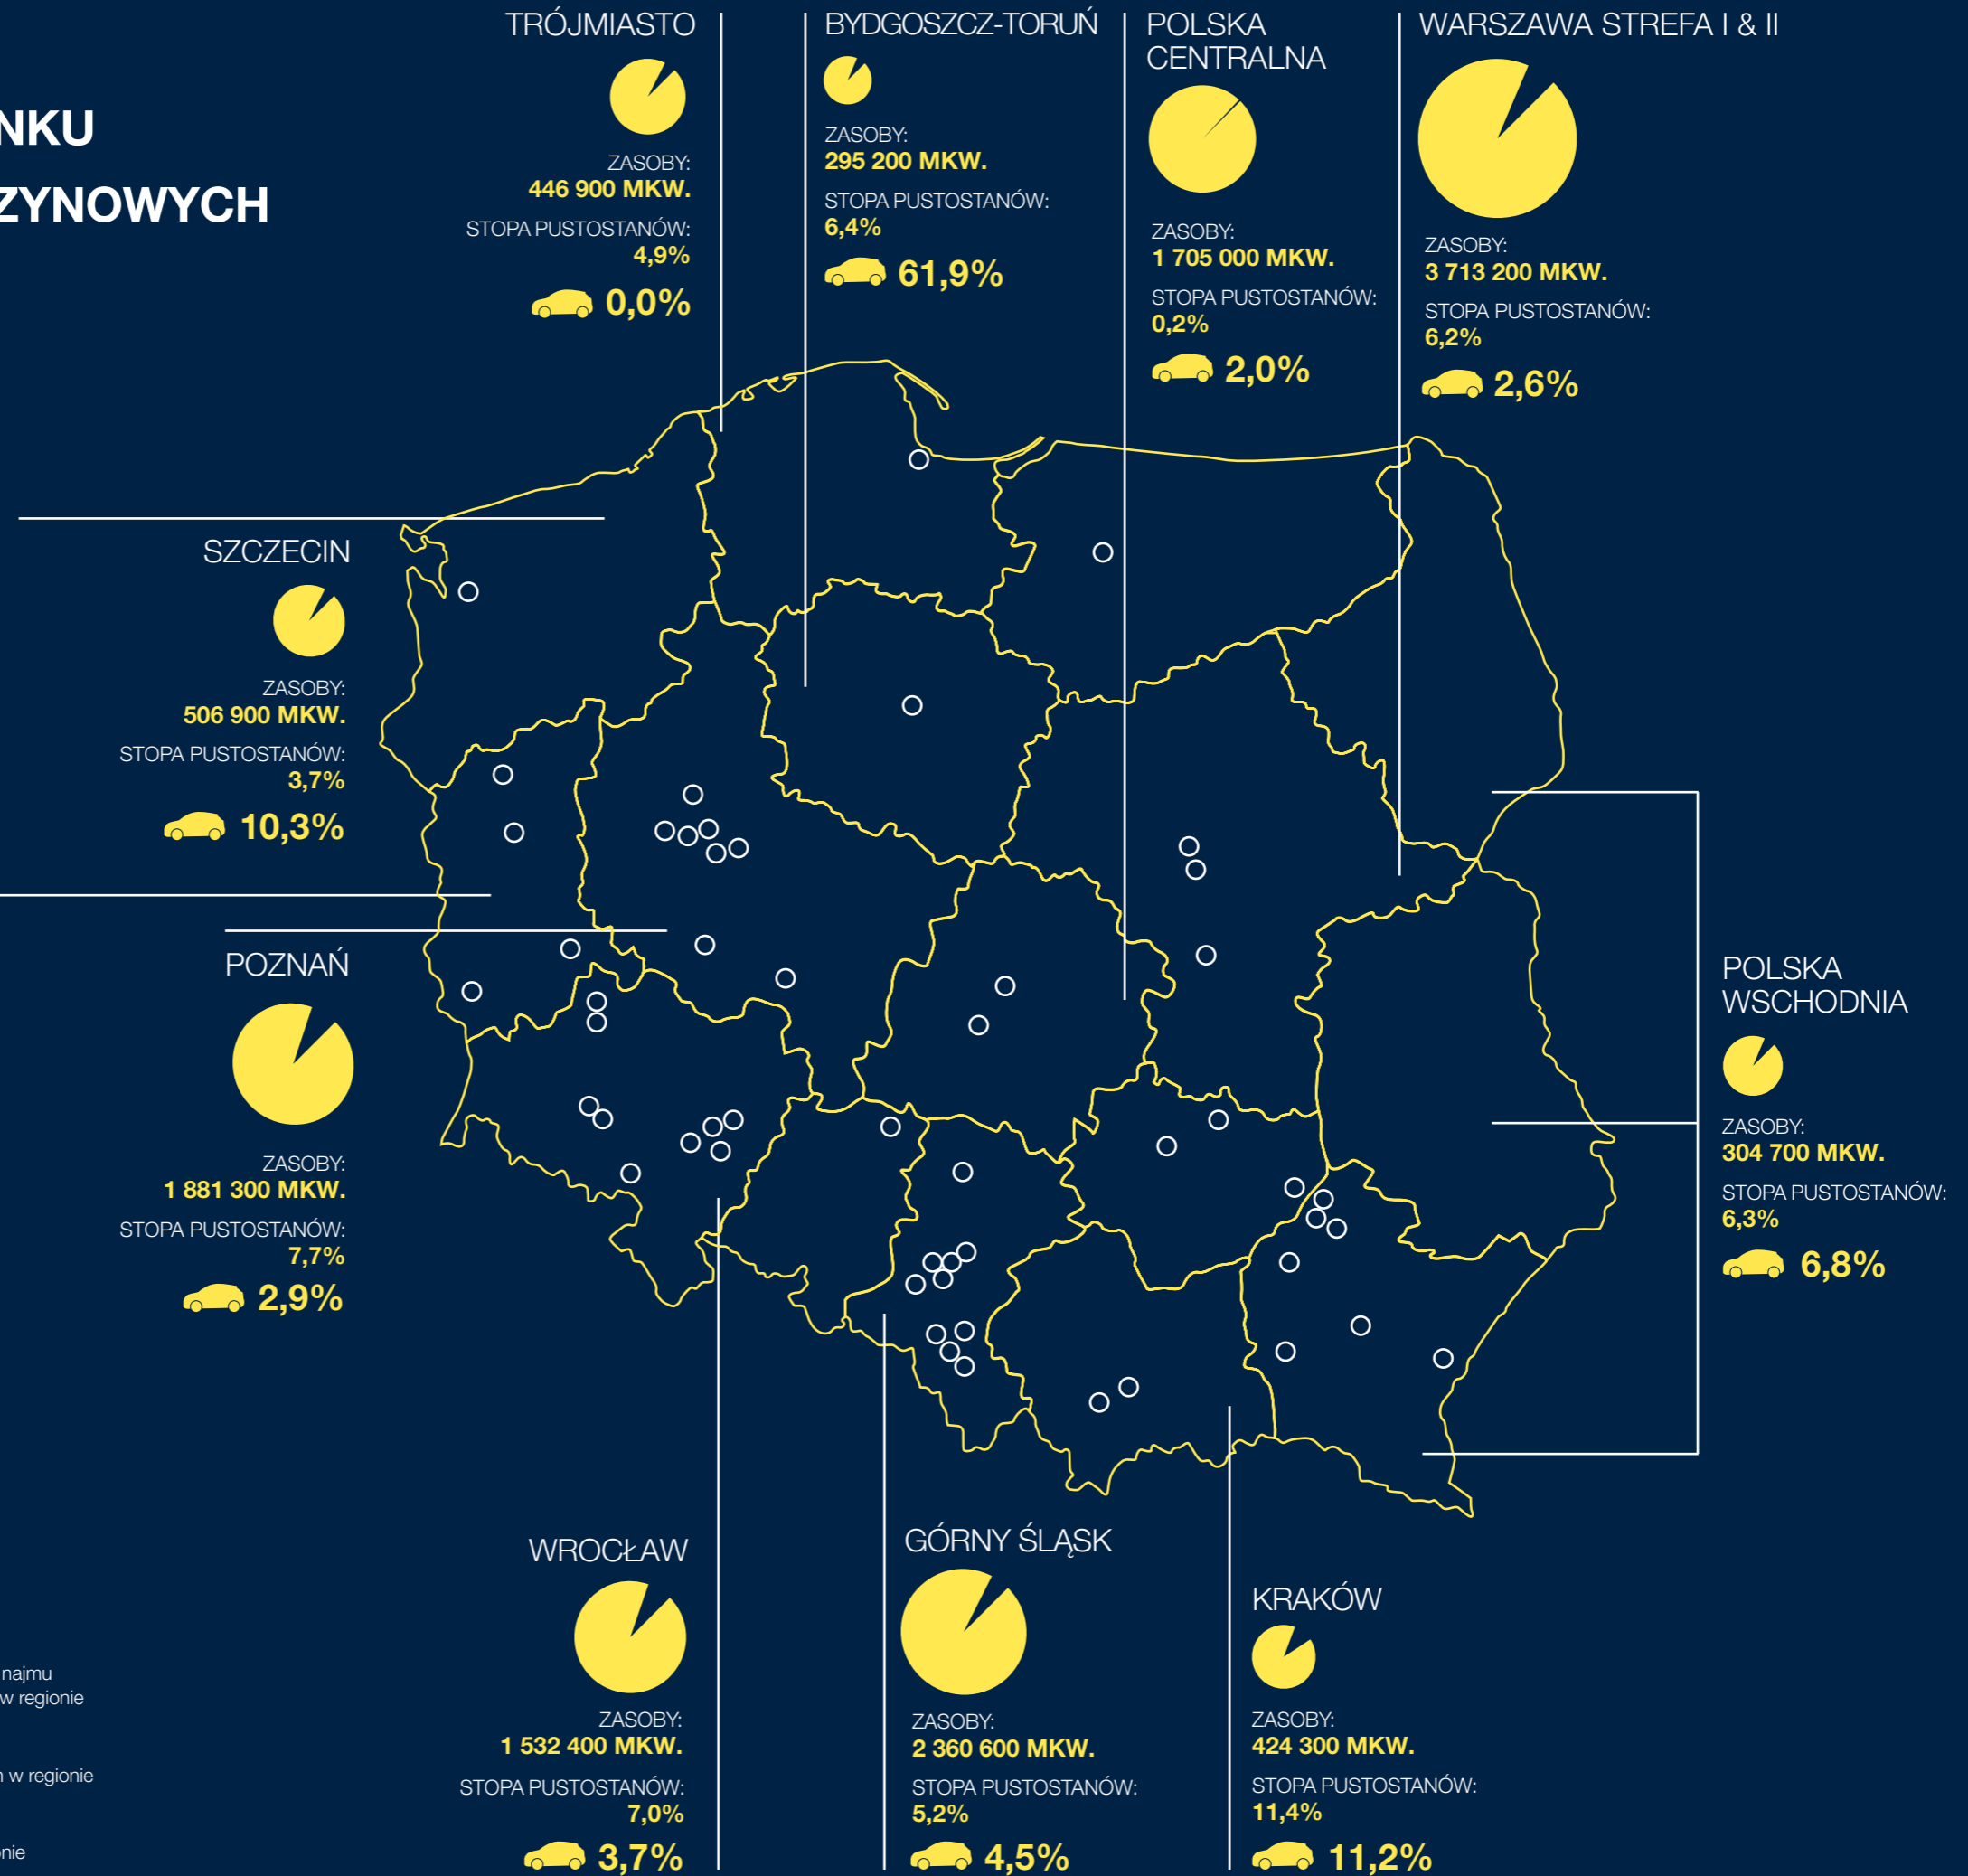 NKU
ZYNOWYCH
TRÓJMIASTO
ZASOBY:
446 900 MKW.
STOPA PUSTOSTANÓW:
4,9%
0,0%
BYDGOSZCZ-TORUŃ
ZASOBY:
295 200 MKW.
STOPA PUSTOSTANÓW:
6,4%
61,9%
POLSKA
CENTRALNA
ZASOBY:
1 705 000 MKW.
STOPA PUSTOSTANÓW:
0,2%
2,0%
WARSZAWA STREFA I & II
ZASOBY:
3 713 200 MKW.
STOPA PUSTOSTANÓW:
6,2%
2,6%
SZCZECIN
ZASOBY:
506 900 MKW.
STOPA PUSTOSTANÓW:
3,7%
10,3%
POZNAŃ
ZASOBY:
1 881 300 MKW.
STOPA PUSTOSTANÓW:
7,7%
2,9%
POLSKA
WSCHODNIA
ZASOBY:
304 700 MKW.
STOPA PUSTOSTANÓW:
6,3%
6,8%
WROCŁAW
ZASOBY:
1 532 400 MKW.
STOPA PUSTOSTANÓW:
7,0%
3,7%
GÓRNY ŚLĄSK
ZASOBY:
2 360 600 MKW.
STOPA PUSTOSTANÓW:
5,2%
4,5%
KRAKÓW
ZASOBY:
424 300 MKW.
STOPA PUSTOSTANÓW:
11,4%
11,2%
najmu
w regionie
w regionie
nie